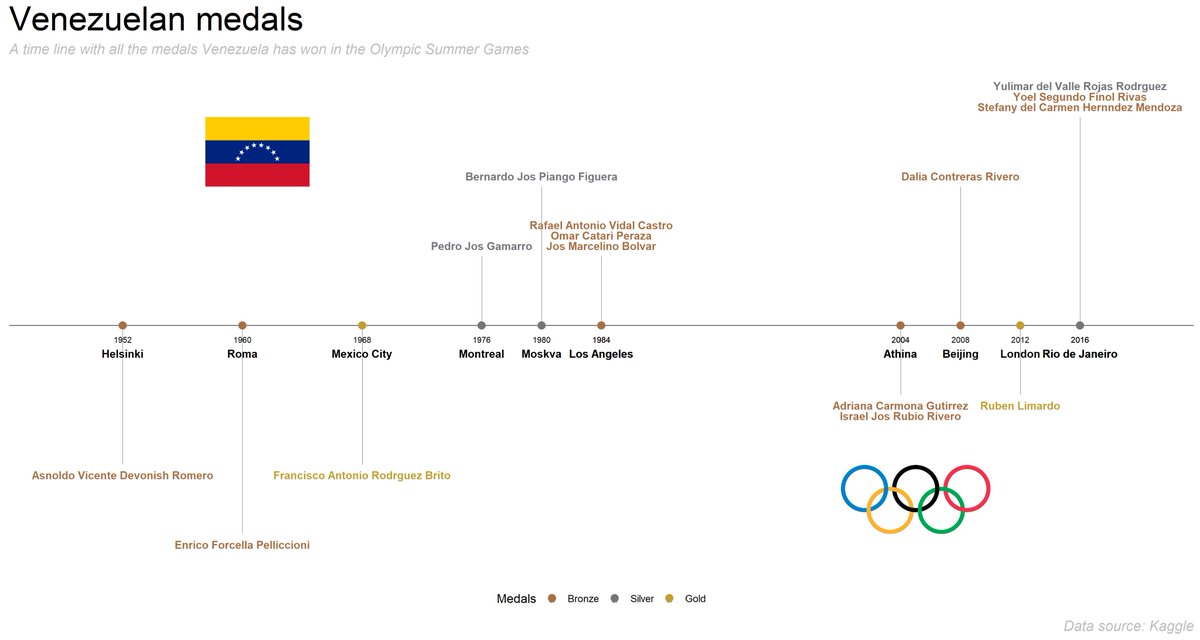 Venezuelan medals
A time line with all the medals Venezuela has won in the Olympic Summer Games
Yulimar del Valle Rojas Rodrguez
Yoel Segundo Finol Rivas
Stefany del Carmen Hernndez Mendoza
Bernardo Jos Piango Figuera
Dalia Contreras Rivero
Rafael Antonio Vidal Castro
Omar Catari Peraza
Pedro Jos Gamarro
Jos Marcelino Bolvar
1952
Helsinki
1960
Roma
1968
Mexico City
1976
Montreal
1980
Moskva
1984
Los Angeles
2004
Athina
2008
Beijing
2012
London
2016
Rio de Janeiro
Adriana Carmona Gutirrez
Israel Jos Rubio Rivero
Ruben Limardo
Asnoldo Vicente Devonish Romero
Francisco Antonio Rodrguez Brito
Enrico Forcella Pelliccioni
Medals
Bronze
Silver
Gold
Data source: Kaggle